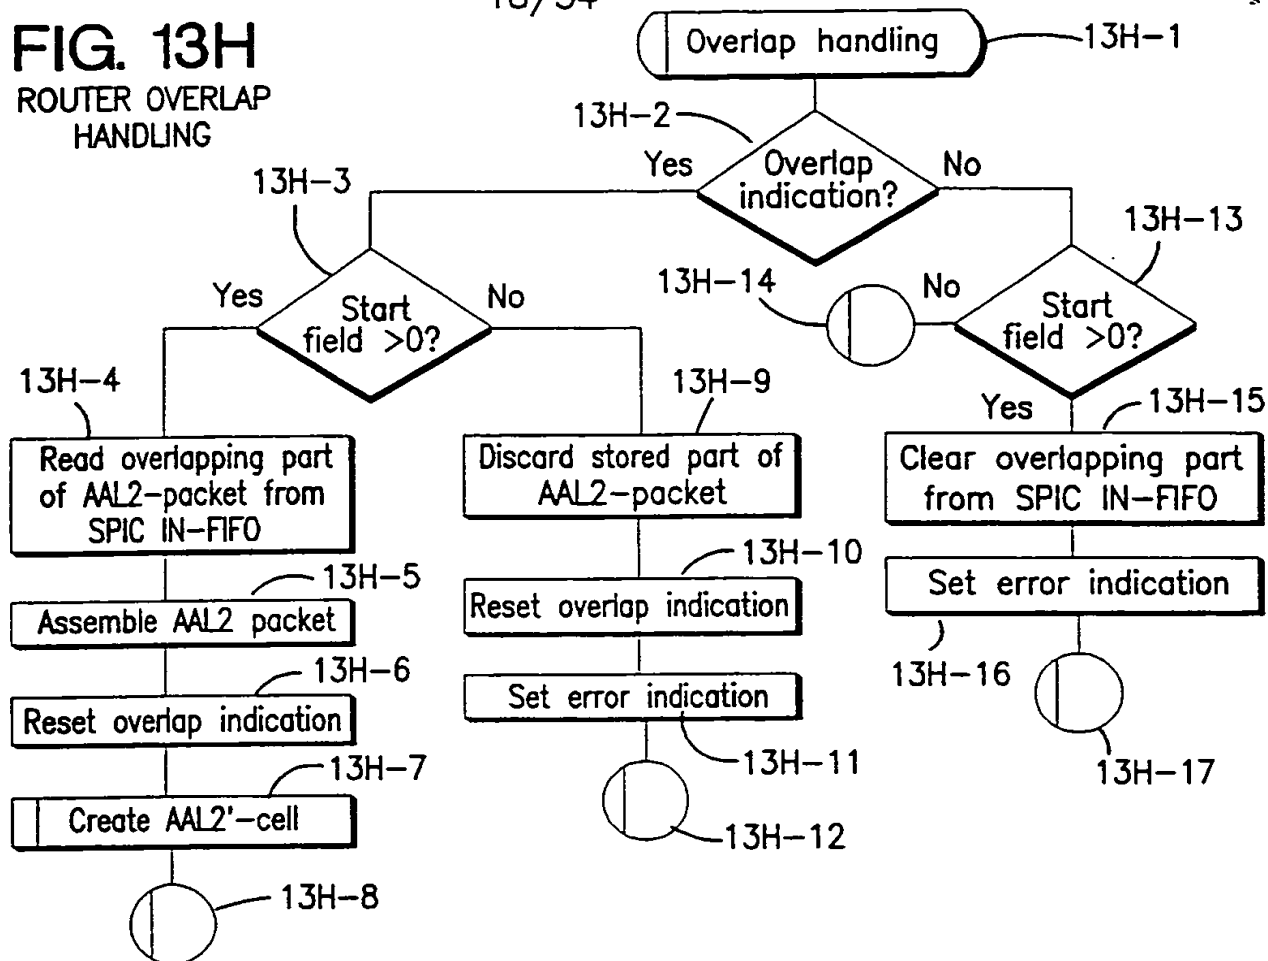 FIG. 13H
ROUTER OVERLAP
HANDLING
Overlap handling
13H-1
13H-2
Overlap
indication?
Yes
No
13H-3
Start
field >0?
Yes
No
13H-13
Start
field >0?
No
Yes
13H-14
13H-4
Read overlapping part
of AAL2-packet from
SPIC IN-FIFO
13H-5
Assemble AAL2 packet
13H-6
Reset overlap indication
13H-7
Create AAL2'-cell
13H-8
13H-9
Discard stored part of
AAL2-packet
13H-10
Reset overlap indication
Set error indication
13H-11
13H-12
13H-15
Clear overlapping part
from SPIC IN-FIFO
Set error indication
13H-16
13H-17